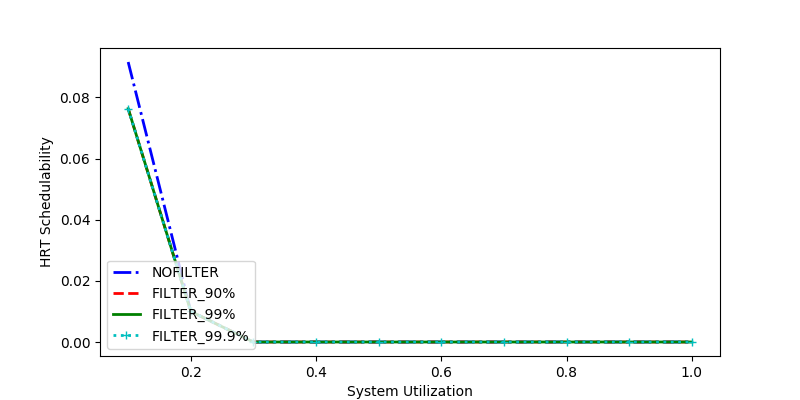 0.08
0.06
0.04
0.02
0.00
HRT Schedulability
NOFILTER
FILTER_90%
FILTER_99%
FILTER_99.9%
0.2 0.4 0.6 0.8 1.0
System Utilization